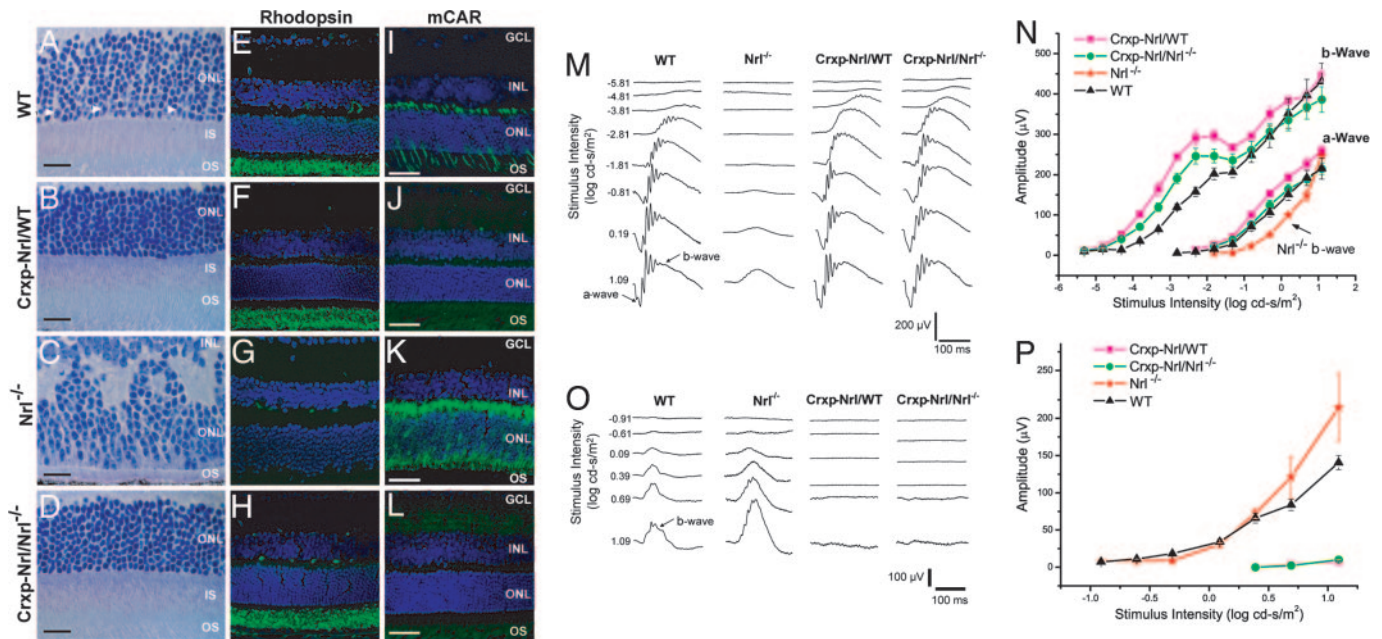 Rhodopsin
mCAR
WT
A
ONL
IS
OS
E
I
GCL
INL
ONL
OS
Crxp-Nrl/WT
B
ONL
IS
OS
F
J
GCL
INL
ONL
OS
Nrl-/-
C
INL
ONL
OS
G
K
GCL
INL
ONL
OS
Crxp-Nrl/Nrl-/-
D
ONL
IS
OS
H
L
GCL
INL
ONL
OS
M
WT
Nrl-/-
Crxp-Nrl/WT
Crxp-Nrl/Nrl-/-
Stimulus Intensity
(log cd-s/m2)
-5.81
-4.81
-3.81
-2.81
-1.81
-0.81
0.19
1.09
b-wave
a-wave
200 µV
100 ms
N
Crxp-Nrl/WT
Crxp-Nrl/Nrl-/-
Nrl-/-
WT
b-Wave
a-Wave
Nrl-/- b-wave
Amplitude (µV)
500
400
300
200
100
0
-6 -5 -4 -3 -2 -1 0 1 2
Stimulus Intensity (log cd-s/m2)
O
WT
Nrl-/-
Crxp-Nrl/WT
Crxp-Nrl/Nrl-/-
Stimulus Intensity
(log cd-s/m2)
-0.91
-0.61
0.09
0.39
0.69
1.09
b-wave
100 µV
100 ms
P
Crxp-Nrl/WT
Crxp-Nrl/Nrl-/-
Nrl-/-
WT
Amplitude (µV)
250
200
150
100
50
0
-1.0 -0.5 0.0 0.5 1.0
Stimulus Intensity (log cd-s/m2)